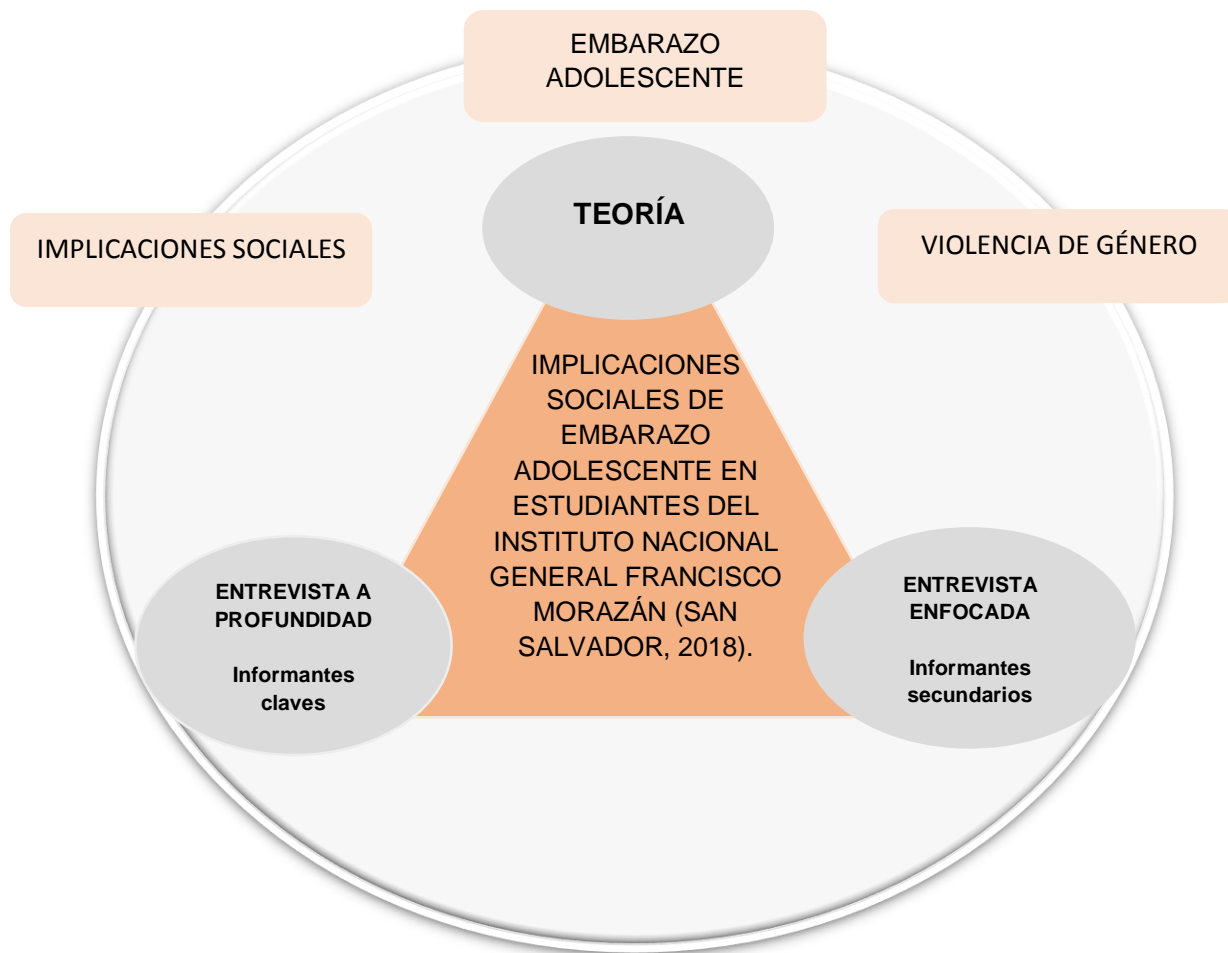 EMBARAZO
ADOLESCENTE
IMPLICACIONES SOCIALES
VIOLENCIA DE GÉNERO
TEORÍA
IMPLICACIONES
SOCIALES DE
EMBARAZO
ADOLESCENTE EN
ESTUDIANTES DEL
INSTITUTO NACIONAL
GENERAL FRANCISCO
MORAZÁN (SAN
SALVADOR, 2018).
ENTREVISTA A
PROFUNDIDAD
Informantes
claves
ENTREVISTA
ENFOCADA
Informantes
secundarios